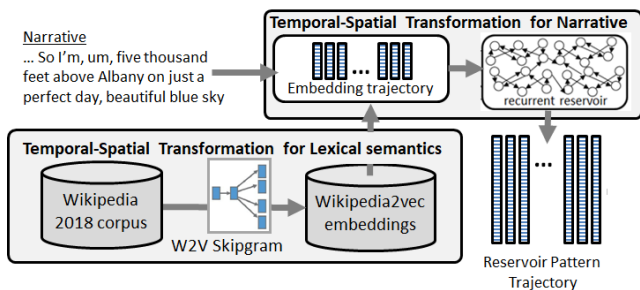 Temporal-Spatial Transformation for Narrative
Narrative
... So I'm, um, five thousand
feet above Albany on just a
perfect day, beautiful blue sky
...
Embedding trajectory
recurrent reservoir
Temporal-Spatial Transformation for Lexical semantics
Wikipedia
2018 corpus
W2V Skipgram
Wikipedia2vec
embeddings
...
Reservoir Pattern
Trajectory